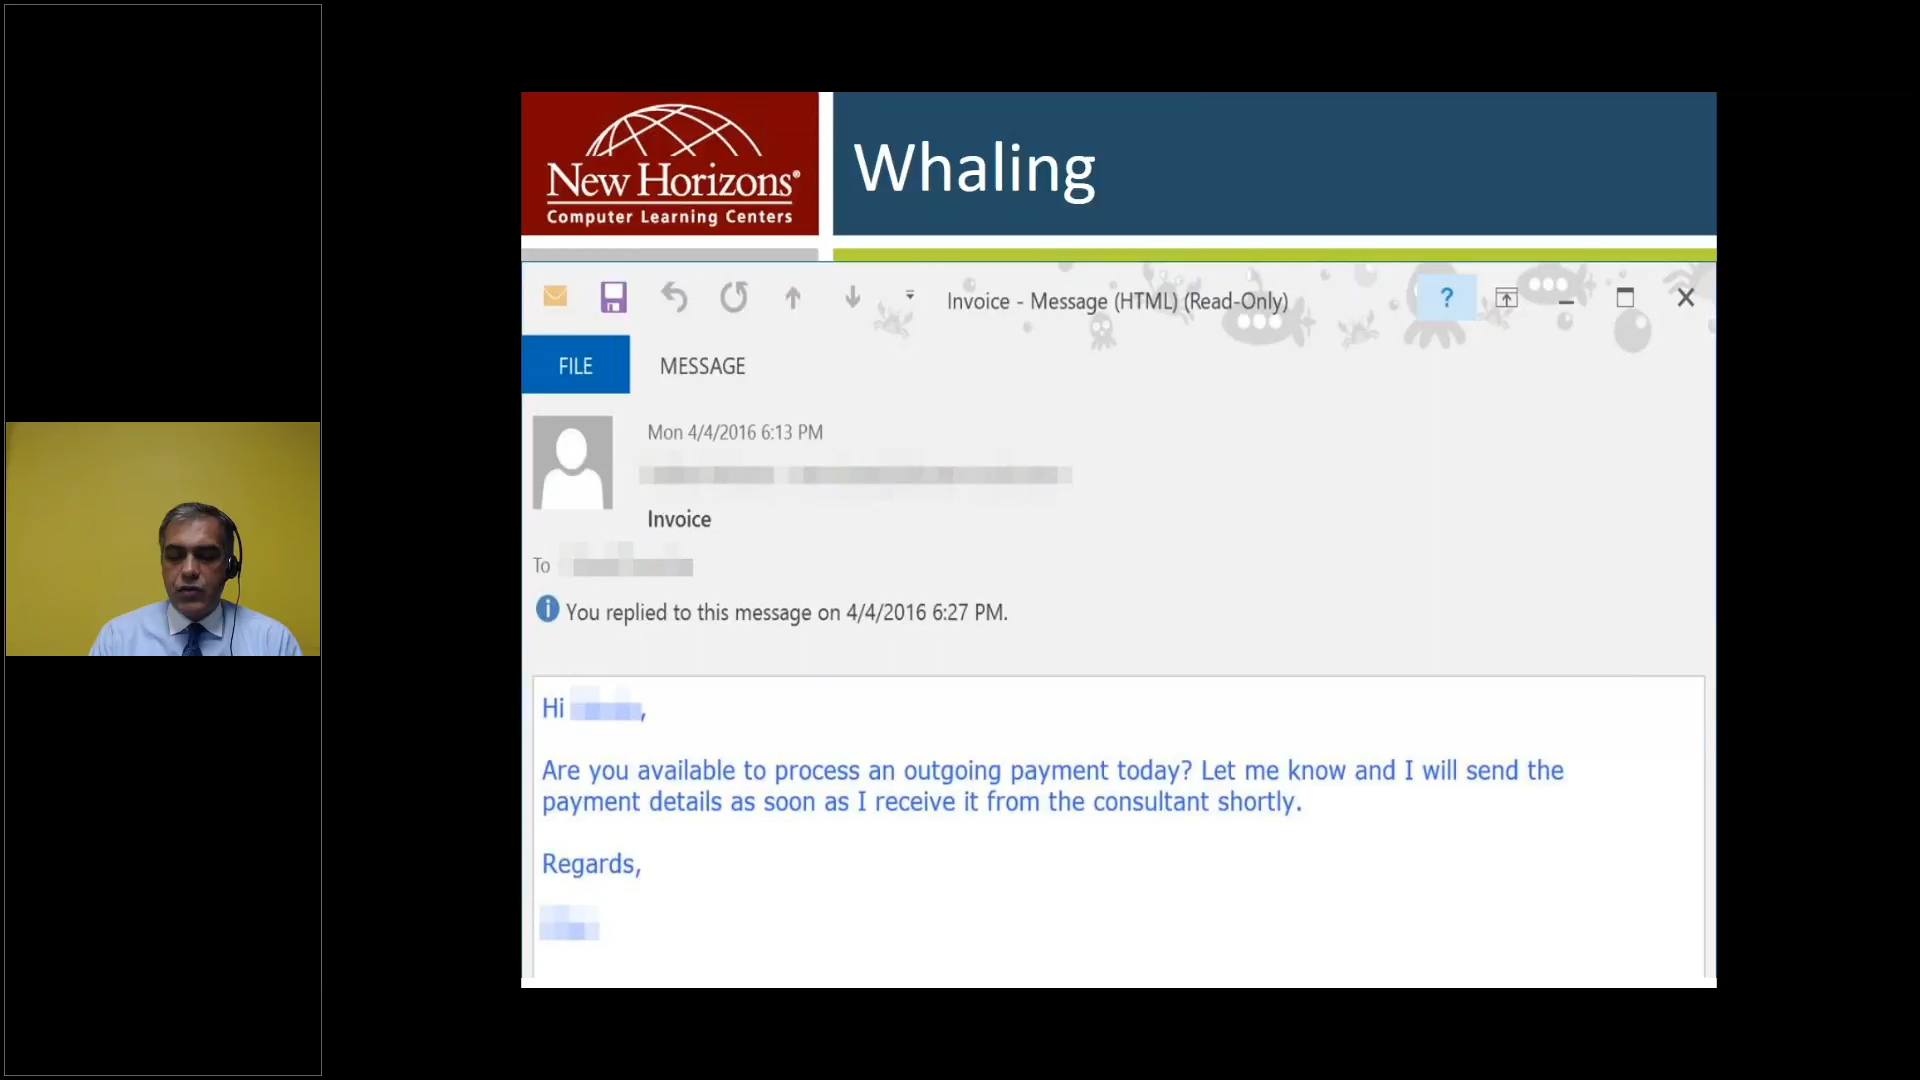 New Horizons®
Computer Learning Centers
Whaling
Invoice - Message (HTML) (Read-Only)
?
FILE
MESSAGE
Mon 4/4/2016 6:13 PM
Invoice
To
i You replied to this message on 4/4/2016 6:27 PM.
Hi ,
Are you available to process an outgoing payment today? Let me know and I will send the
payment details as soon as I receive it from the consultant shortly.
Regards,